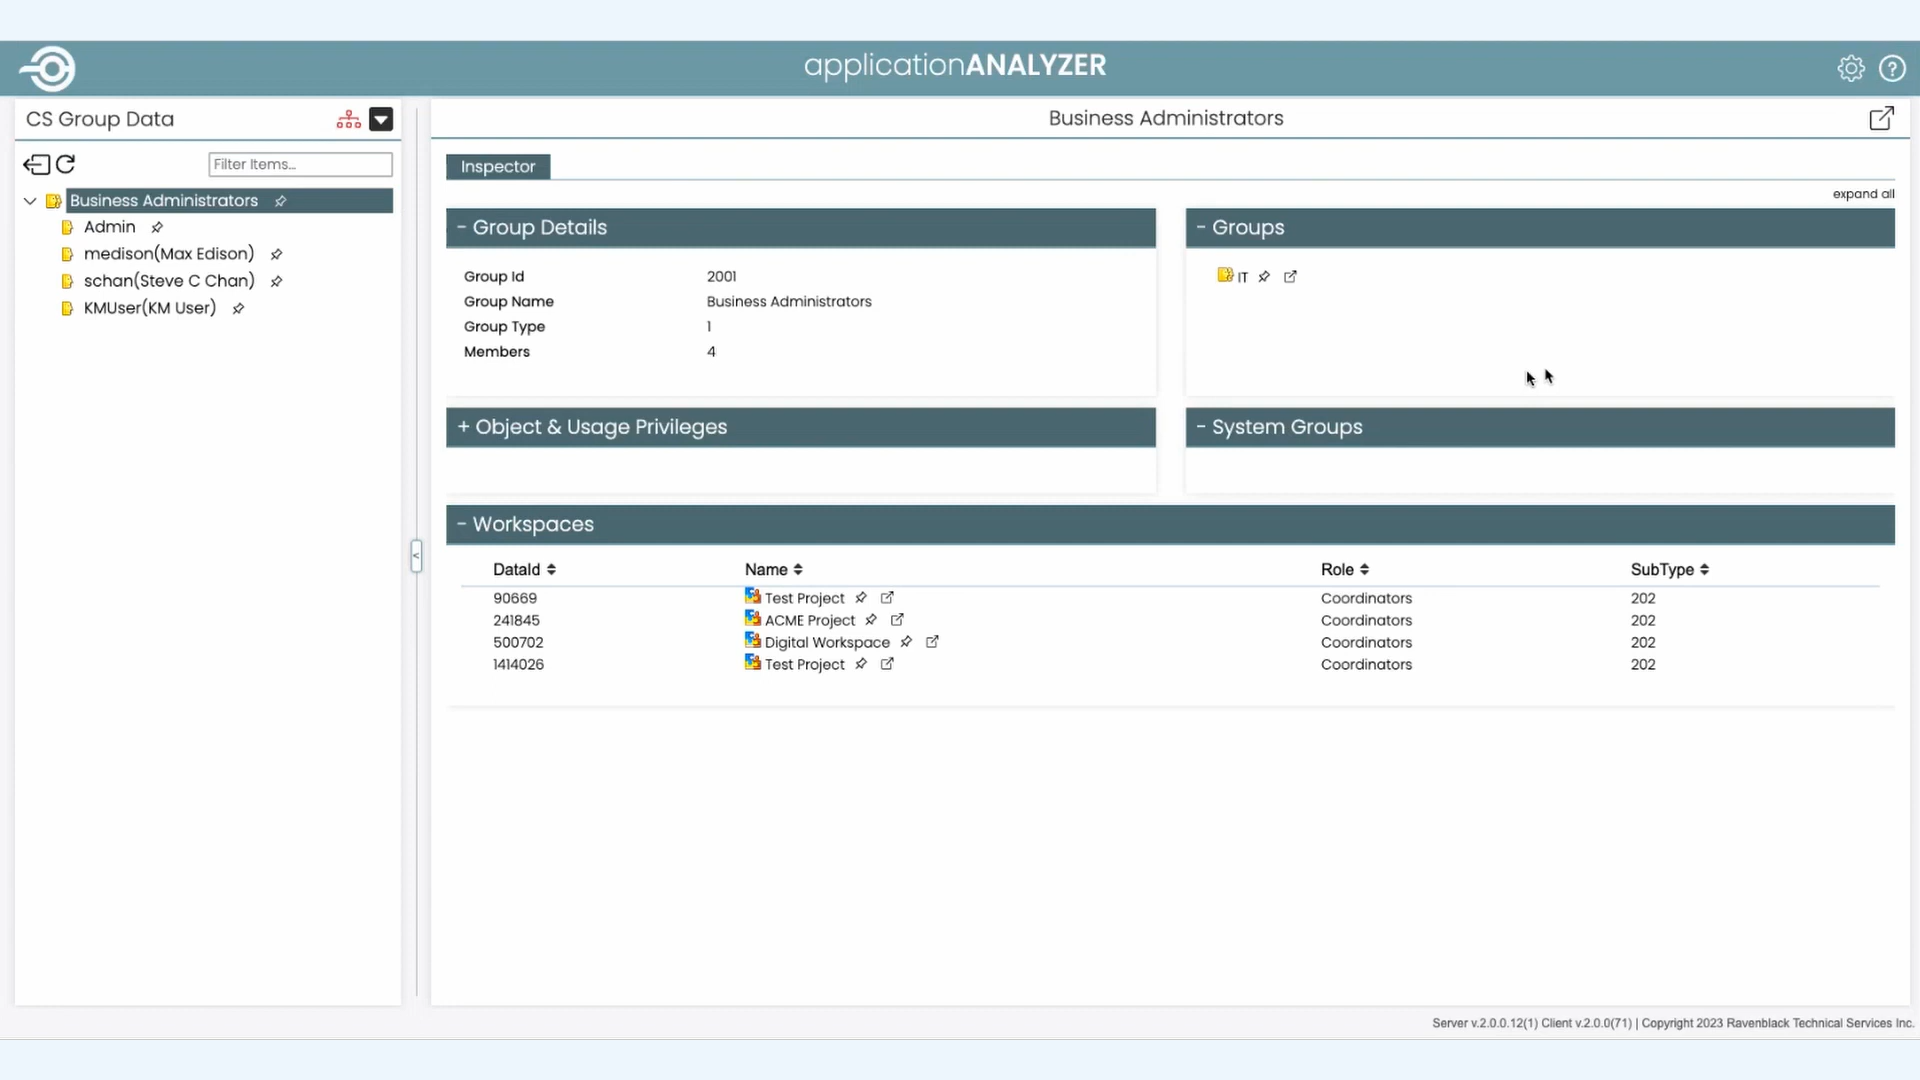 applicationANALYZER
CS Group Data
Filter Items...
Business Administrators
Admin
medison(Max Edison)
schan(Steve C Chan)
KMUser(KM User)
Business Administrators
Inspector
expand all
- Group Details
Group Id 2001
Group Name Business Administrators
Group Type 1
Members 4
- Groups
IT
+ Object & Usage Privileges
- System Groups
- Workspaces
DataId Name Role SubType
90669 Test Project Coordinators 202
241845 ACME Project Coordinators 202
500702 Digital Workspace Coordinators 202
1414026 Test Project Coordinators 202
<
Server v.2.0.0.12(1) Client v.2.0.0(71) | Copyright 2023 Ravenblack Technical Services Inc.